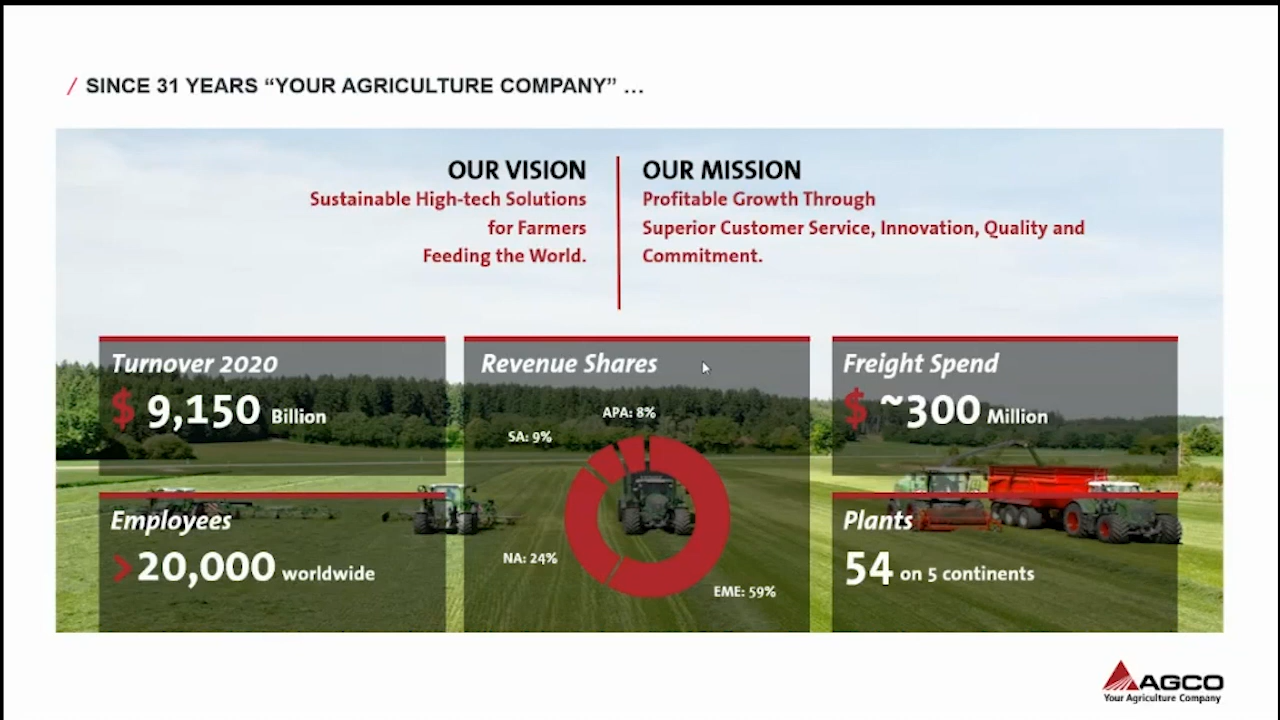 / SINCE 31 YEARS “YOUR AGRICULTURE COMPANY” …
OUR VISION
Sustainable High-tech Solutions
for Farmers
Feeding the World.
OUR MISSION
Profitable Growth Through
Superior Customer Service, Innovation, Quality and
Commitment.
Turnover 2020
$ 9,150 Billion
Employees
> 20,000 worldwide
Revenue Shares
APA: 8%
SA: 9%
NA: 24%
EME: 59%
Freight Spend
$ ~300 Million
Plants
54 on 5 continents
AGCO
Your Agriculture Company